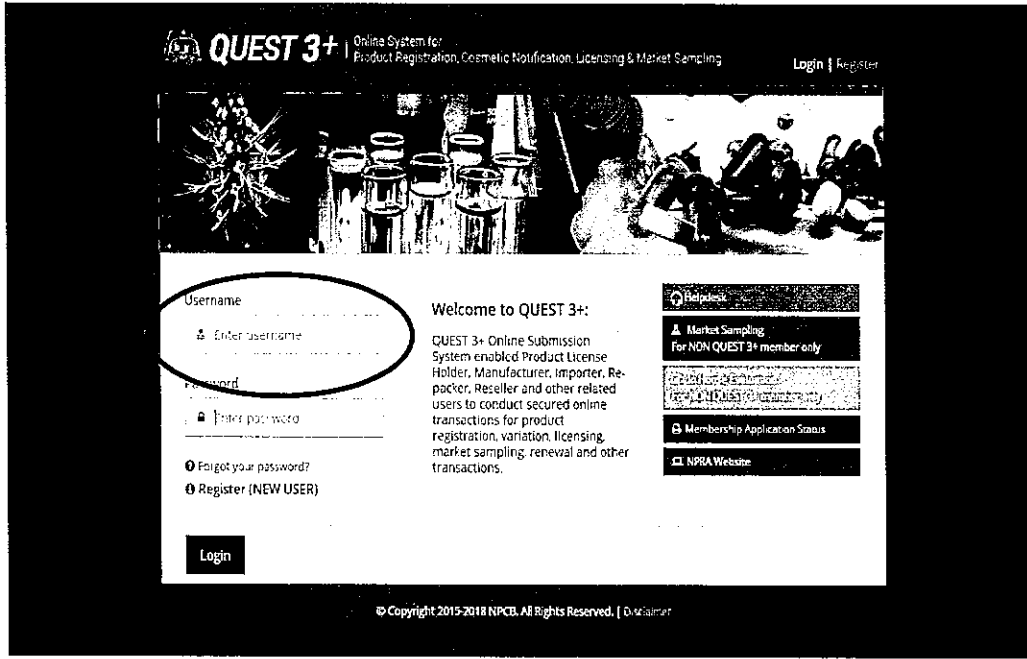 QUEST 3+ | Online System for
Product Registration, Cosmetic Notification, Licensing & Market Sampling
Login | Register
Username
Enter username
Password
Enter password
Forgot your password?
Register (NEW USER)
Login
Welcome to QUEST 3+:
QUEST 3+ Online Submission
System enabled Product License
Holder, Manufacturer, Importer, Re-
packer, Reseller and other related
users to conduct secured online
transactions for product
registration, variation, licensing,
market sampling, renewal and other
transactions.
Helpdesk
Market Sampling
For NON QUEST 3+ member only
Membership Application Status
NPRA Website
© Copyright 2015-2018 NPCB. All Rights Reserved. | Disclaimer